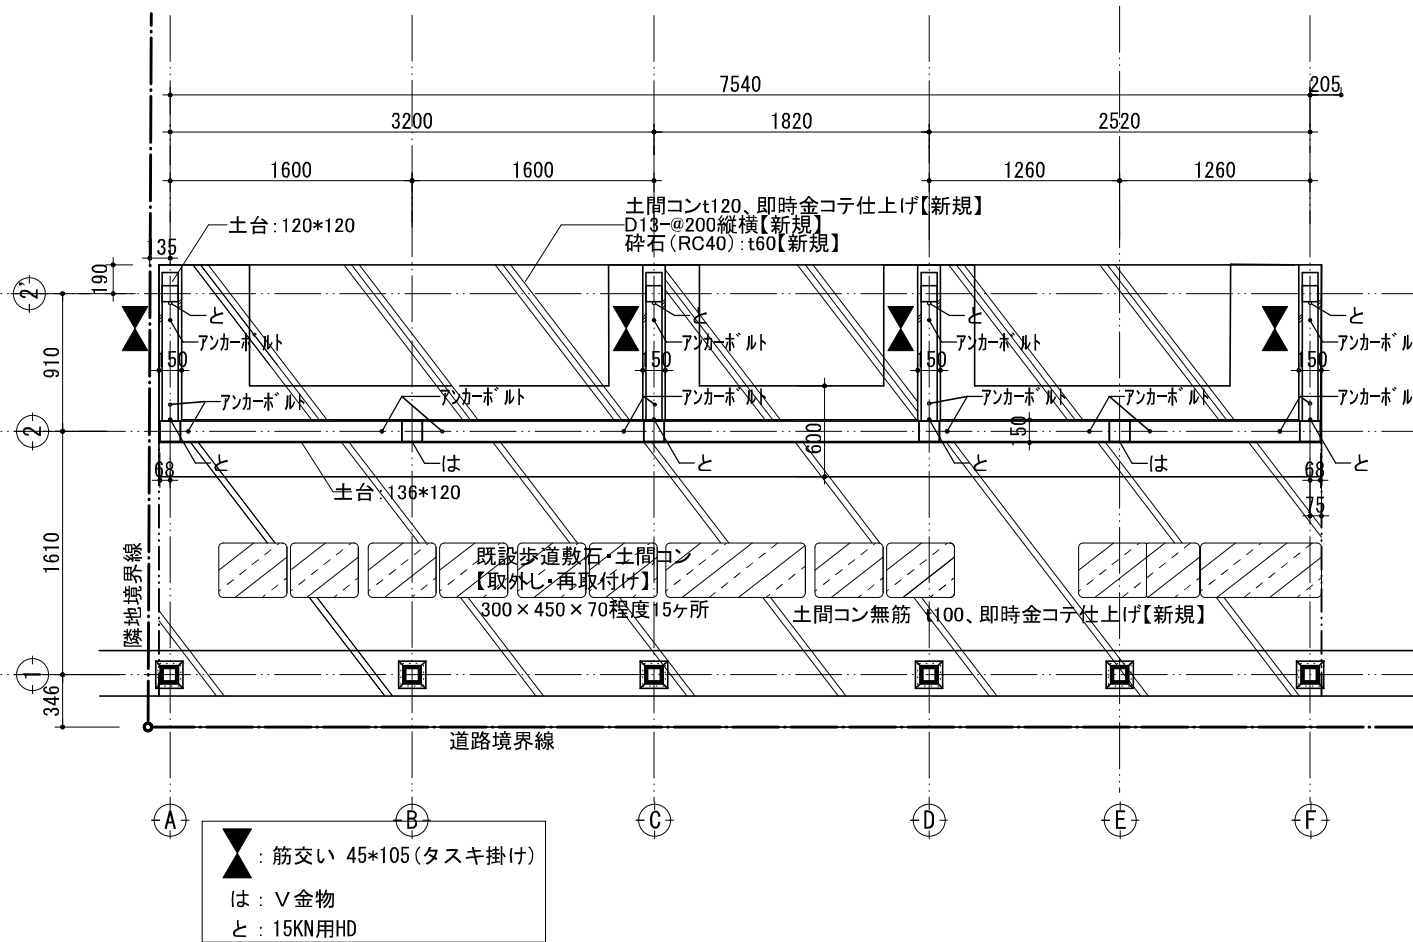 7540
205
3200
1820
2520
1600
1600
1260
1260
土間コンt120、即時金コテ仕上げ【新規】
D13-@200縦横【新規】
砕石(RC40):t60【新規】
土台:120*120
135
190
2'
と
と
と
と
アンカーボルト
アンカーボルト
アンカーボルト
アンカーボル
910
150
150
150
150
アンカーボルト
アンカーボルト
アンカーボルト
アンカーボルト
アンカーボルト
アンカーボル
2
600
150
と
は
と
と
は
と
68
68
土台:136*120
75
1610
隣地境界線
既設歩道敷石・土間コン
【取外し・再取付け】
300×450×70程度15ヶ所
土間コン無筋 t100、即時金コテ仕上げ【新規】
1
346
道路境界線
A
B
C
D
E
F
:筋交い 45*105(タスキ掛け)
は:V金物
と:15KN用HD